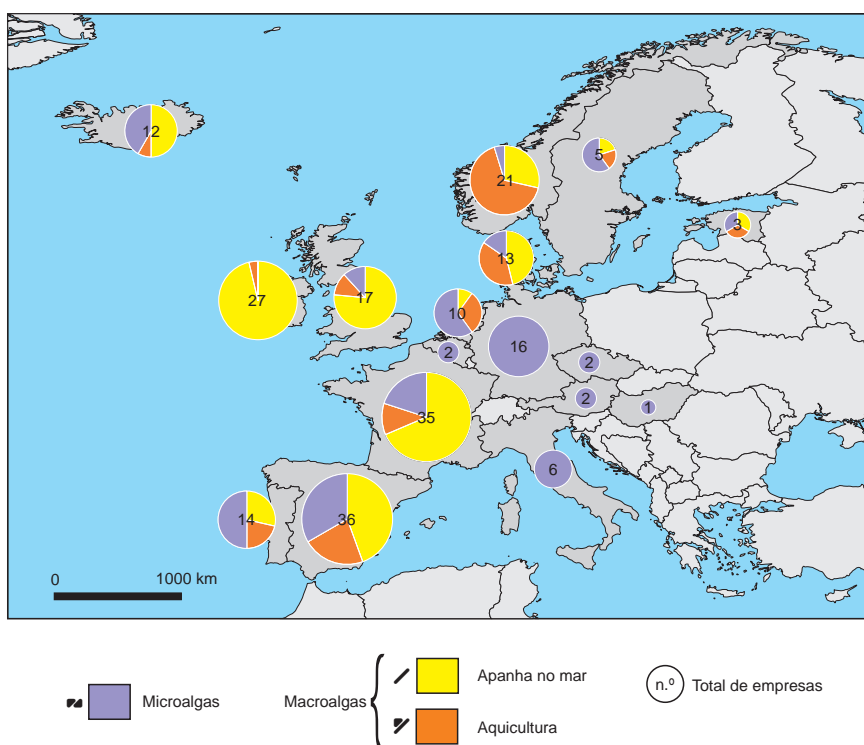 12
5
21
3
13
27
17
10
16
2
2
2
1
35
6
14
36
0 1000 km
Microalgas
Macroalgas
Apanha no mar
Aquicultura
n.º
Total de empresas